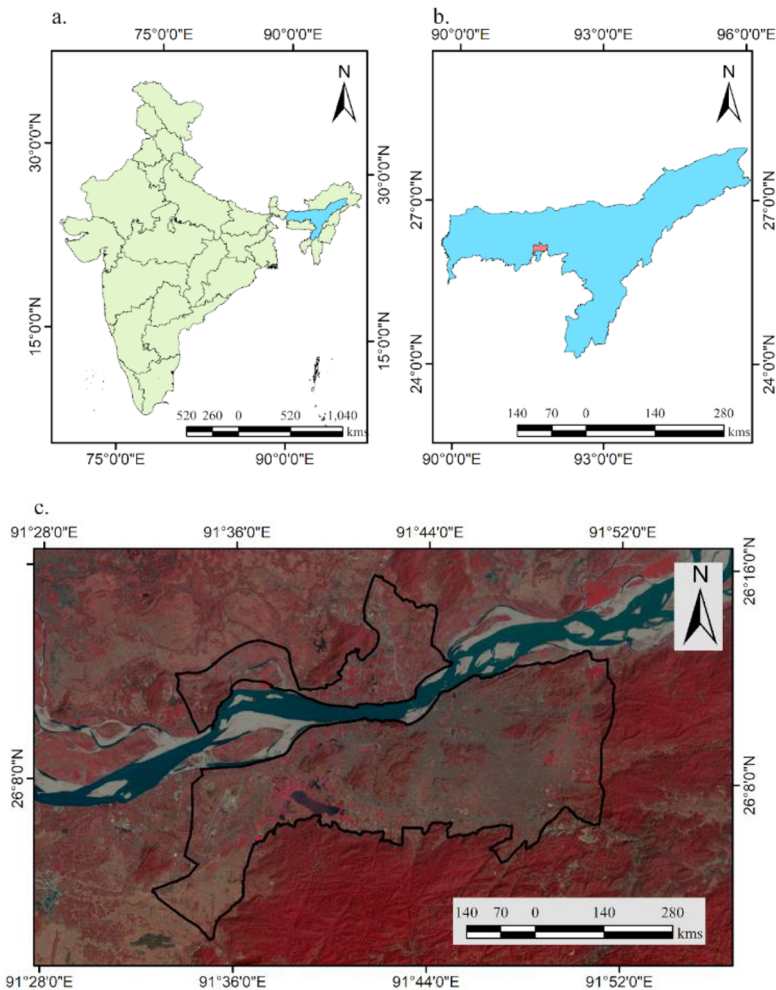 a.
75°0'0"E 90°0'0"E
N
30°0'0"N
30°0'0"N
15°0'0"N
15°0'0"N
520 260 0 520 1,040
kms
75°0'0"E 90°0'0"E
b.
90°0'0"E 93°0'0"E 96°0'0"E
N
27°0'0"N
27°0'0"N
24°0'0"N
24°0'0"N
140 70 0 140 280
kms
90°0'0"E 93°0'0"E
c.
91°28'0"E 91°36'0"E 91°44'0"E 91°52'0"E
N
26°16'0"N
26°8'0"N
26°8'0"N
140 70 0 140 280
kms
91°28'0"E 91°36'0"E 91°44'0"E 91°52'0"E